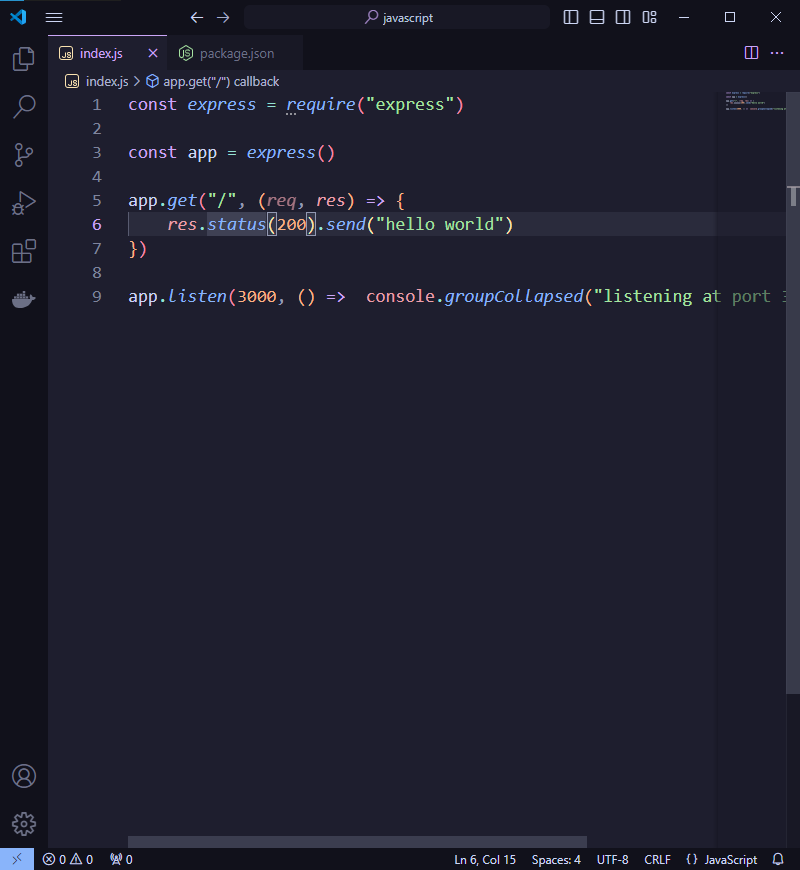 javascript
index.js
package.json
index.js > app.get("/") callback
1 const express = require("express")
2
3 const app = express()
4
5 app.get("/", (req, res) => {
6     res.status(200).send("hello world")
7 })
8
9 app.listen(3000, () =>  console.groupCollapsed("listening at port 3
0 0
0
Ln 6, Col 15
Spaces: 4
UTF-8
CRLF
{} JavaScript